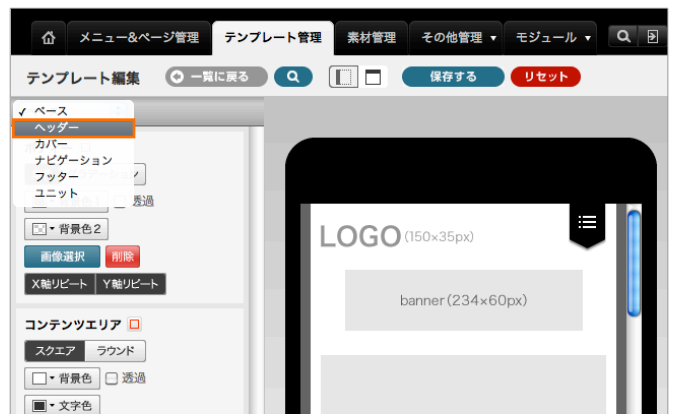 メニュー&ページ管理 テンプレート管理 素材管理 その他管理 ▼ モジュール ▼
テンプレート編集 一覧に戻る 保存する リセット
✓ ベース
ヘッダー
カバー
ナビゲーション
フッター
ユニット
透過
背景色2
画像選択 削除
X軸リピート Y軸リピート
コンテンツエリア
スクエア ラウンド
背景色 透過
文字色
LOGO (150×35px)
banner (234×60px)